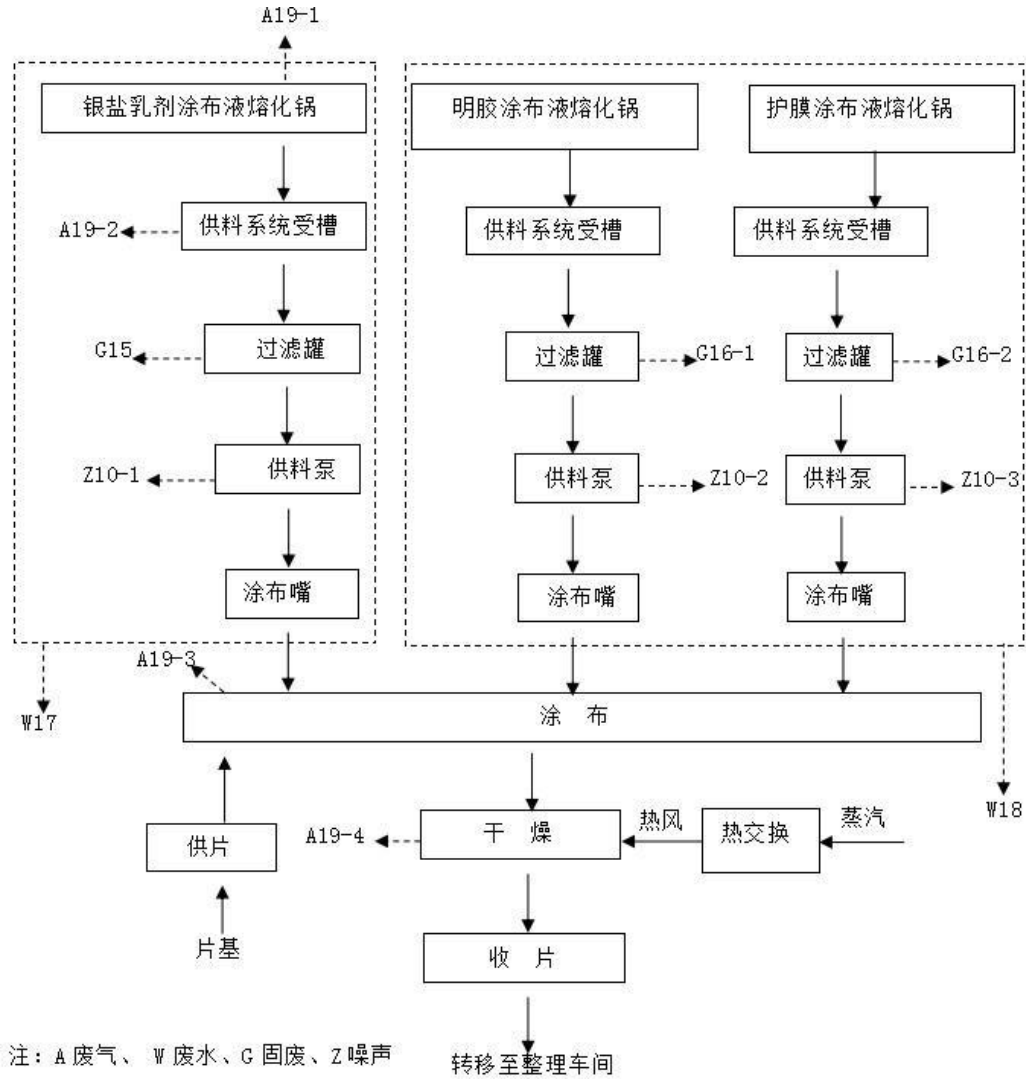 A19-1
银盐乳剂涂布液熔化锅
明胶涂布液熔化锅
护膜涂布液熔化锅
A19-2
供料系统受槽
供料系统受槽
供料系统受槽
G15
过滤罐
过滤罐
G16-1
过滤罐
G16-2
Z10-1
供料泵
供料泵
Z10-2
供料泵
Z10-3
涂布嘴
涂布嘴
涂布嘴
A19-3
W17
涂 布
W18
供片
A19-4
干 燥
热风
热交换
蒸汽
片基
收 片
注：A 废气、 W 废水、G 固废、Z 噪声
转移至整理车间